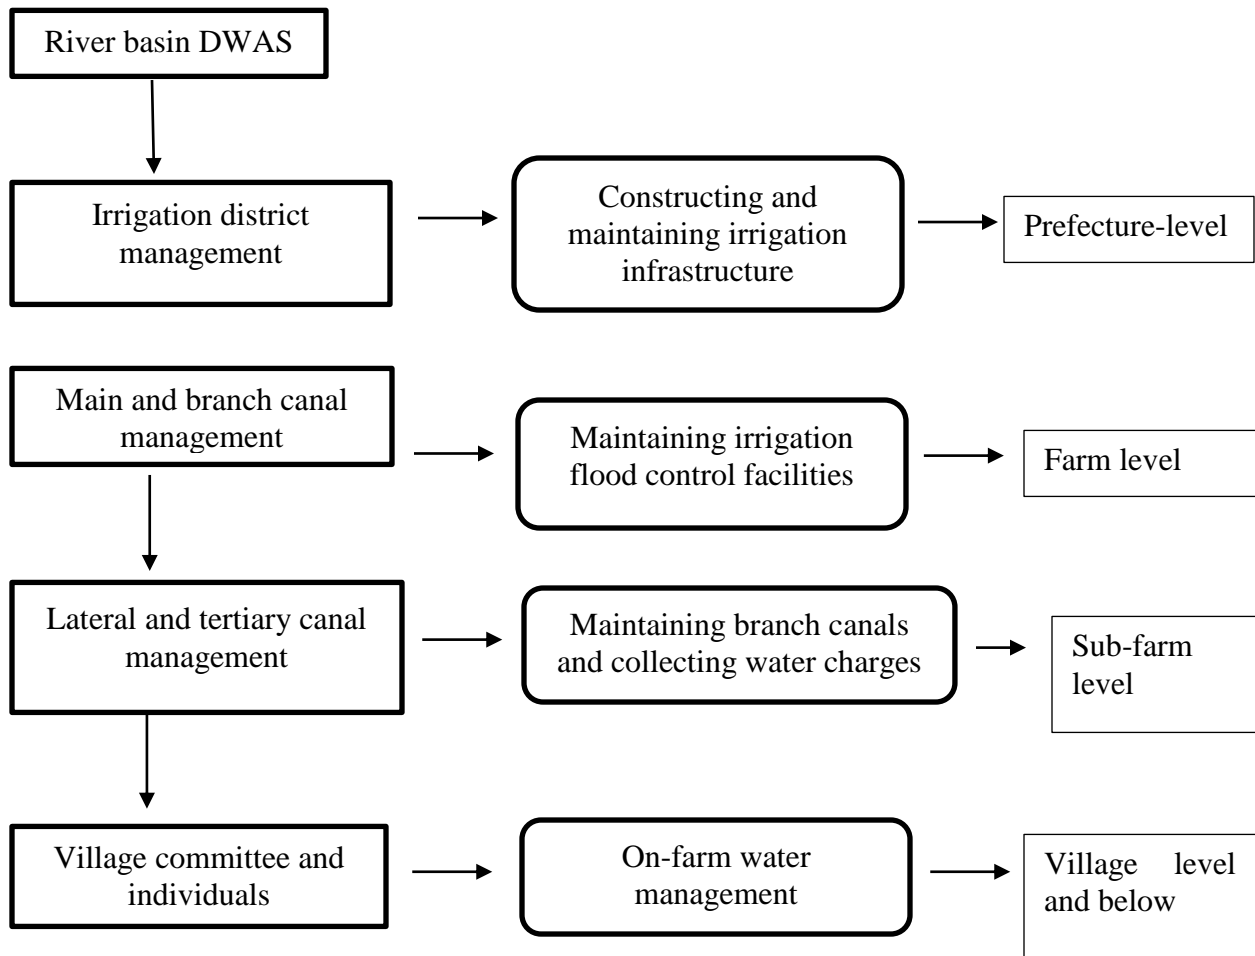 River basin DWAS
Irrigation district
management
Constructing and
maintaining irrigation
infrastructure
Prefecture-level
Main and branch canal
management
Maintaining irrigation
flood control facilities
Farm level
Lateral and tertiary canal
management
Maintaining branch canals
and collecting water charges
Sub-farm
level
Village committee and
individuals
On-farm water
management
Village level
and below